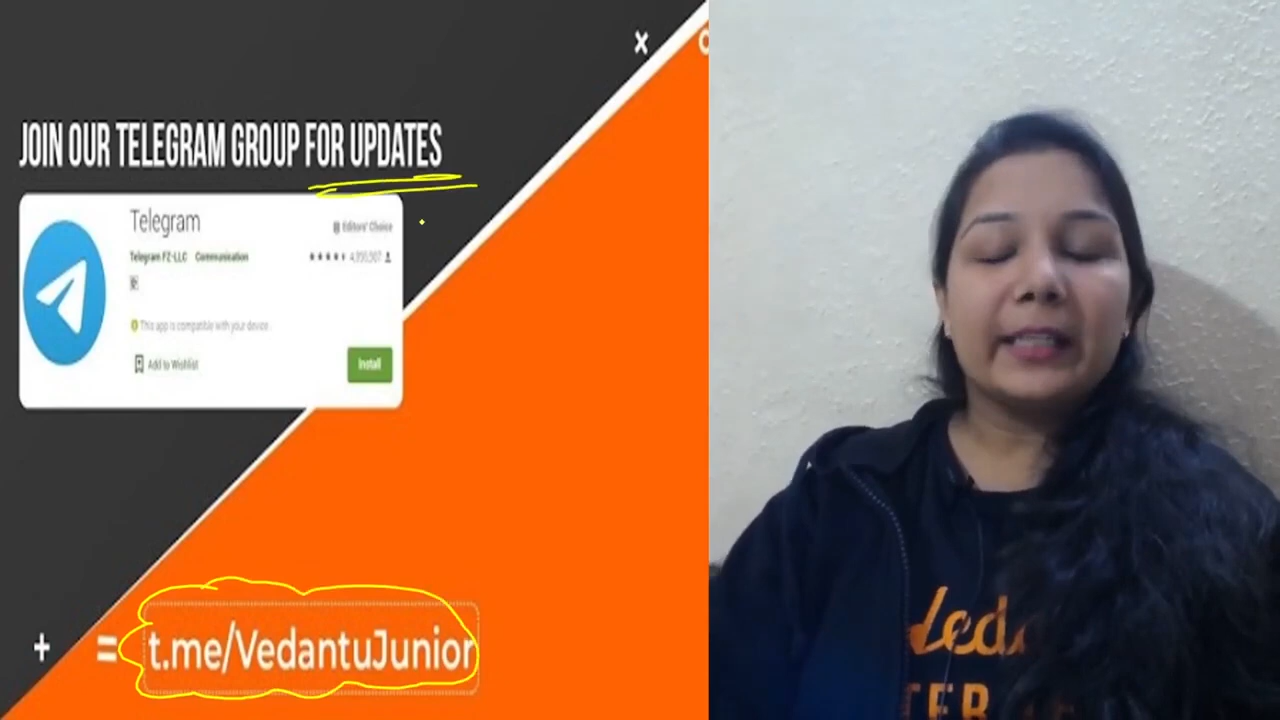 JOIN OUR TELEGRAM GROUP FOR UPDATES
Telegram
Editors' Choice
Telegram FZ-LLC Communication
This app is compatible with your device.
Add to Wishlist
Install
t.me/VedantuJunior